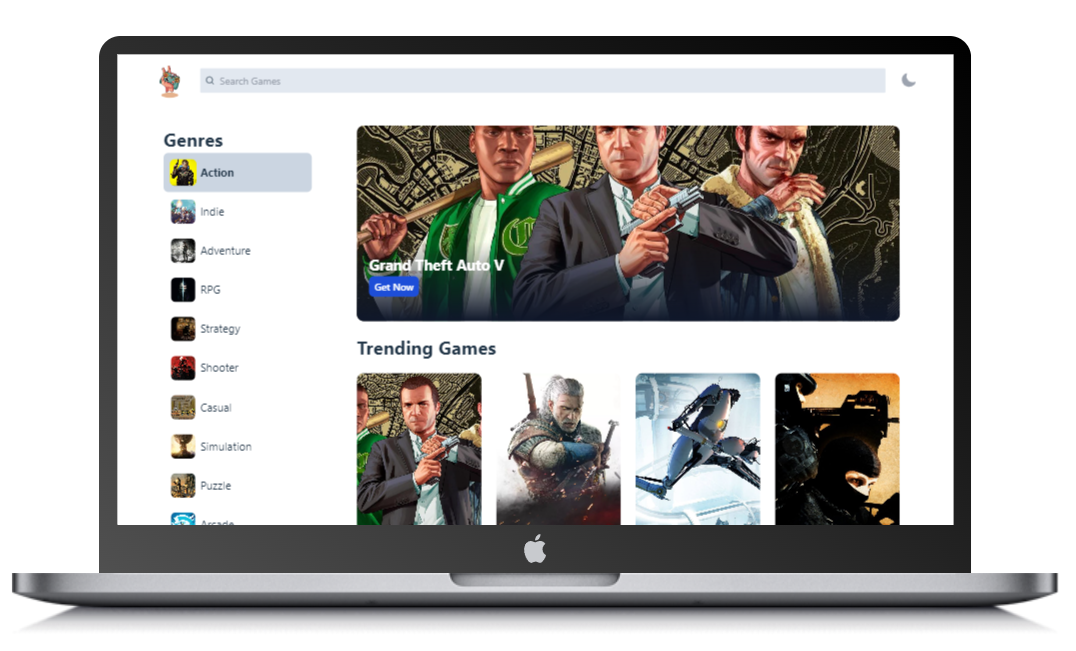 Search Games
Genres
Action
Indie
Adventure
RPG
Strategy
Shooter
Casual
Simulation
Puzzle
Arcade
Grand Theft Auto V
Get Now
Trending Games